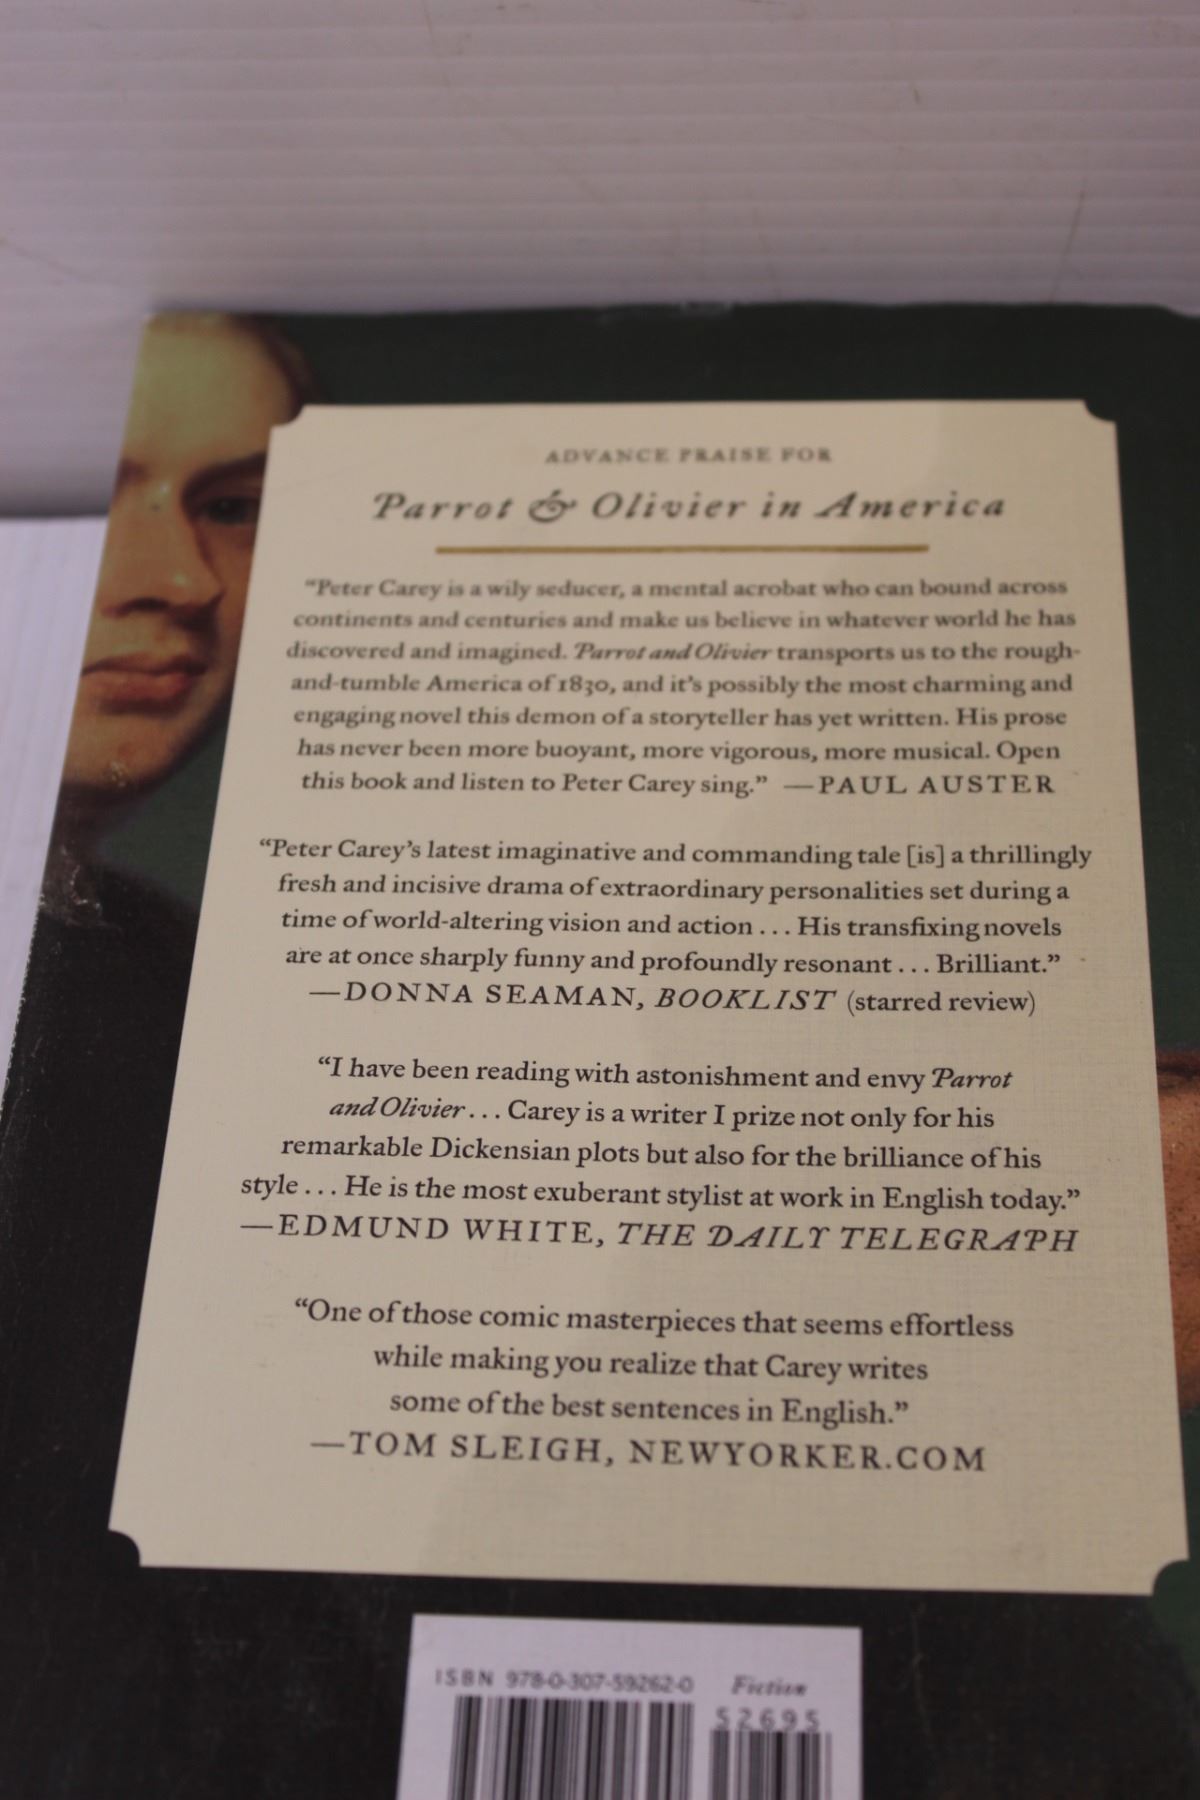 ADVANCE PRAISE FOR
Parrot & Olivier in America
“Peter Carey is a wily seducer, a mental acrobat who can bound across
continents and centuries and make us believe in whatever world he has
discovered and imagined. Parrot and Olivier transports us to the rough-
and-tumble America of 1830, and it’s possibly the most charming and
engaging novel this demon of a storyteller has yet written. His prose
has never been more buoyant, more vigorous, more musical. Open
this book and listen to Peter Carey sing.” —PAUL AUSTER
“Peter Carey’s latest imaginative and commanding tale [is] a thrillingly
fresh and incisive drama of extraordinary personalities set during a
time of world-altering vision and action . . . His transfixing novels
are at once sharply funny and profoundly resonant . . . Brilliant.”
—DONNA SEAMAN, BOOKLIST (starred review)
“I have been reading with astonishment and envy Parrot
and Olivier . . . Carey is a writer I prize not only for his
remarkable Dickensian plots but also for the brilliance of his
style . . . He is the most exuberant stylist at work in English today.”
—EDMUND WHITE, THE DAILY TELEGRAPH
“One of those comic masterpieces that seems effortless
while making you realize that Carey writes
some of the best sentences in English.”
—TOM SLEIGH, NEWYORKER.COM
ISBN 978-0-307-59262-0 Fiction
52695